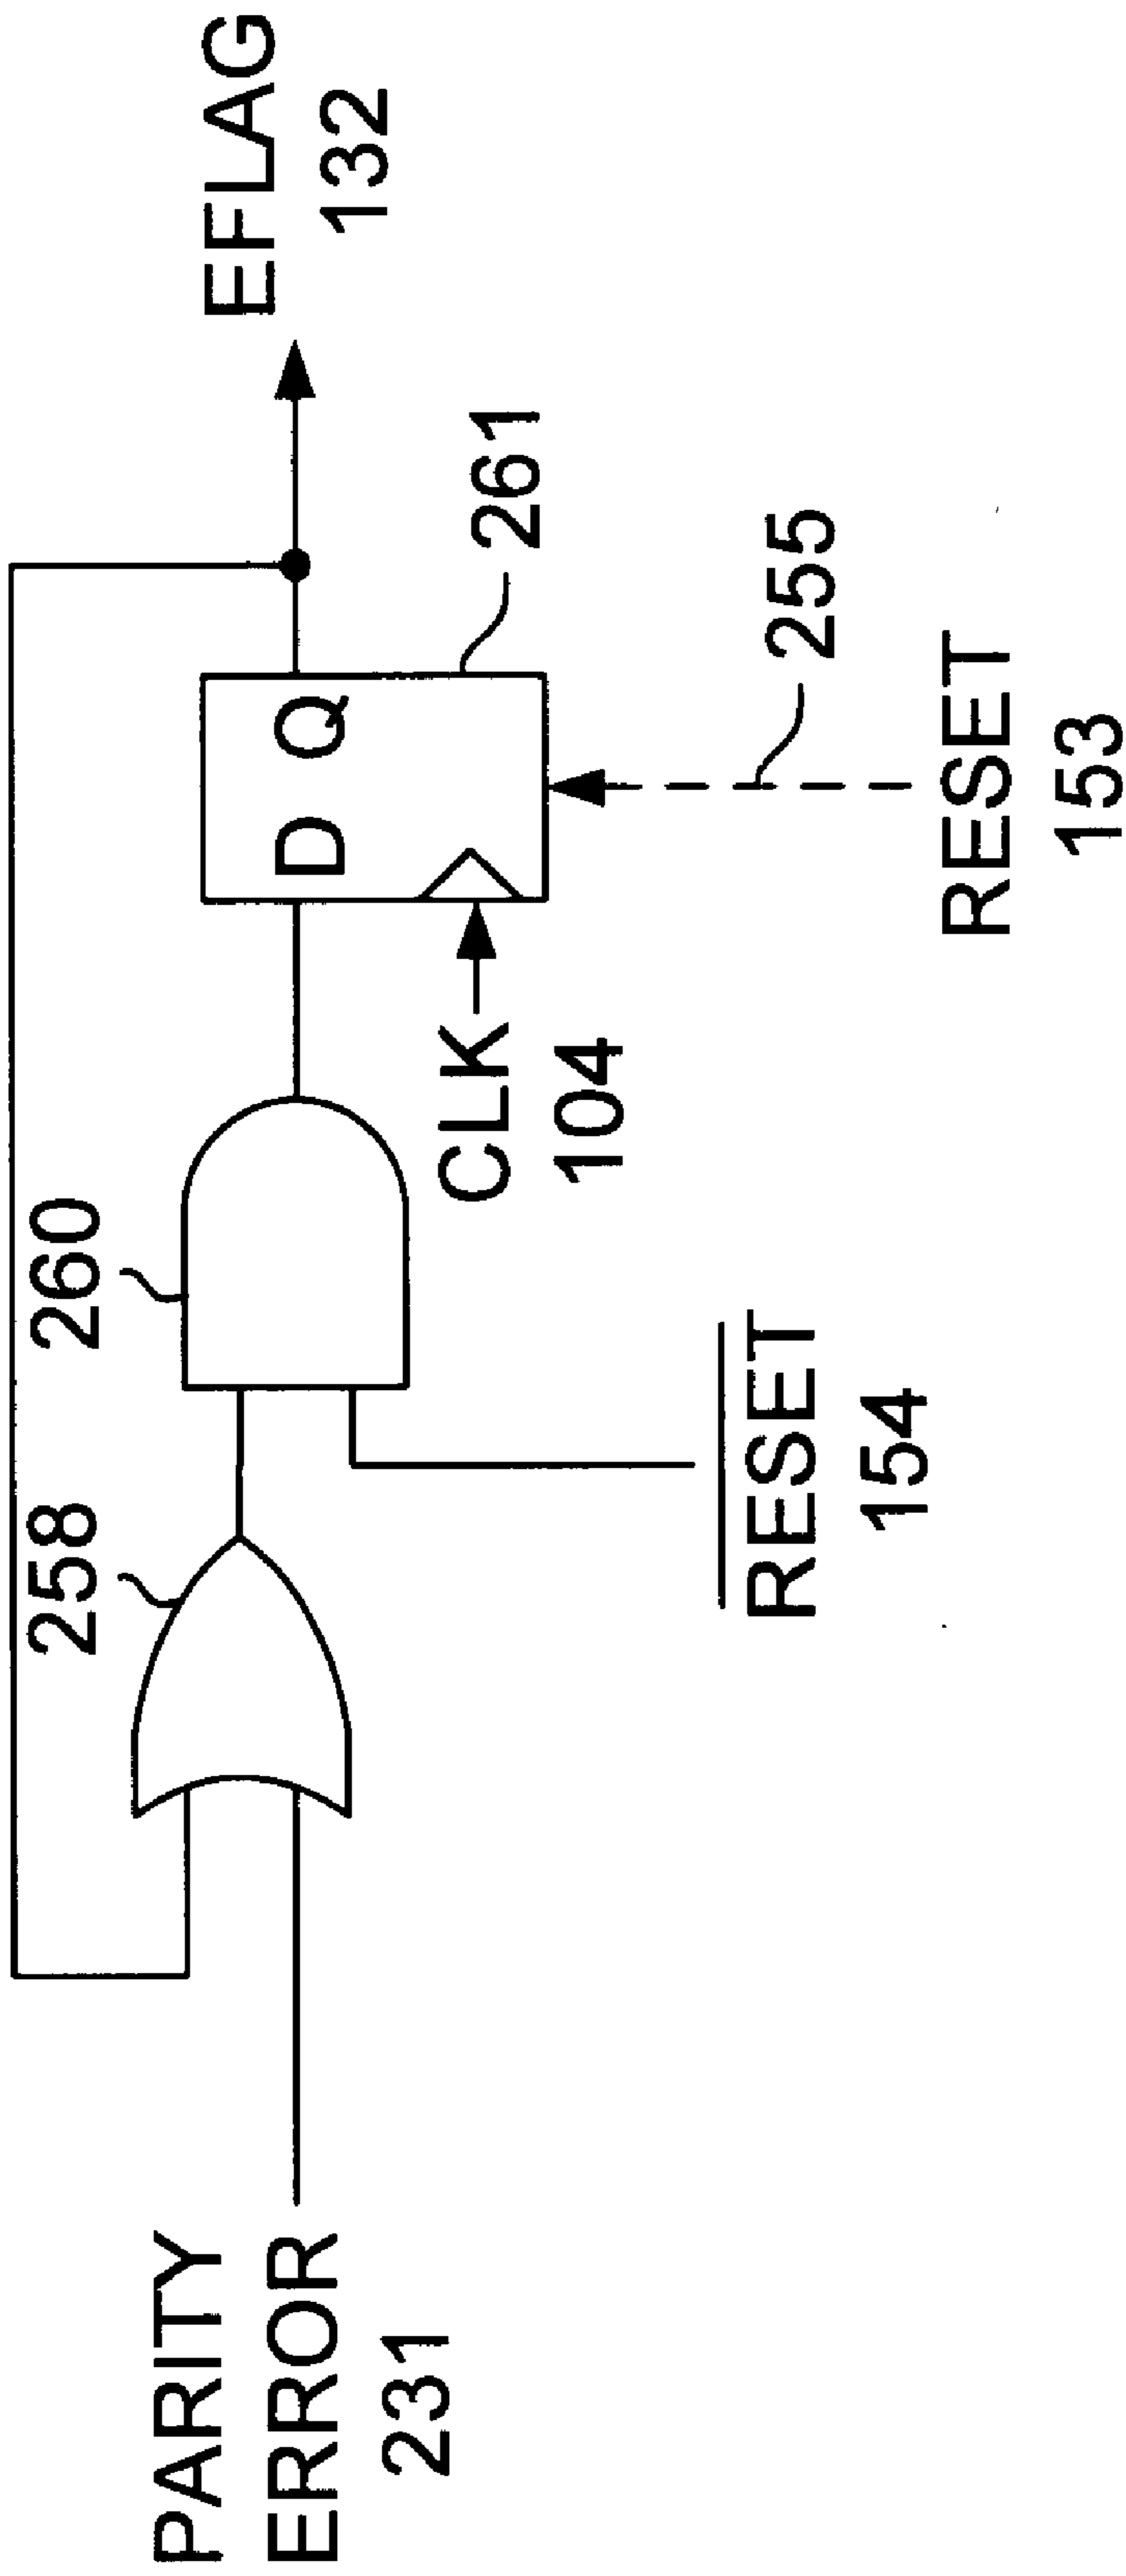 PARITY
ERROR
231
258
260
RESET
154
CLK
104
D Q
261
255
RESET
153
EFLAG
132